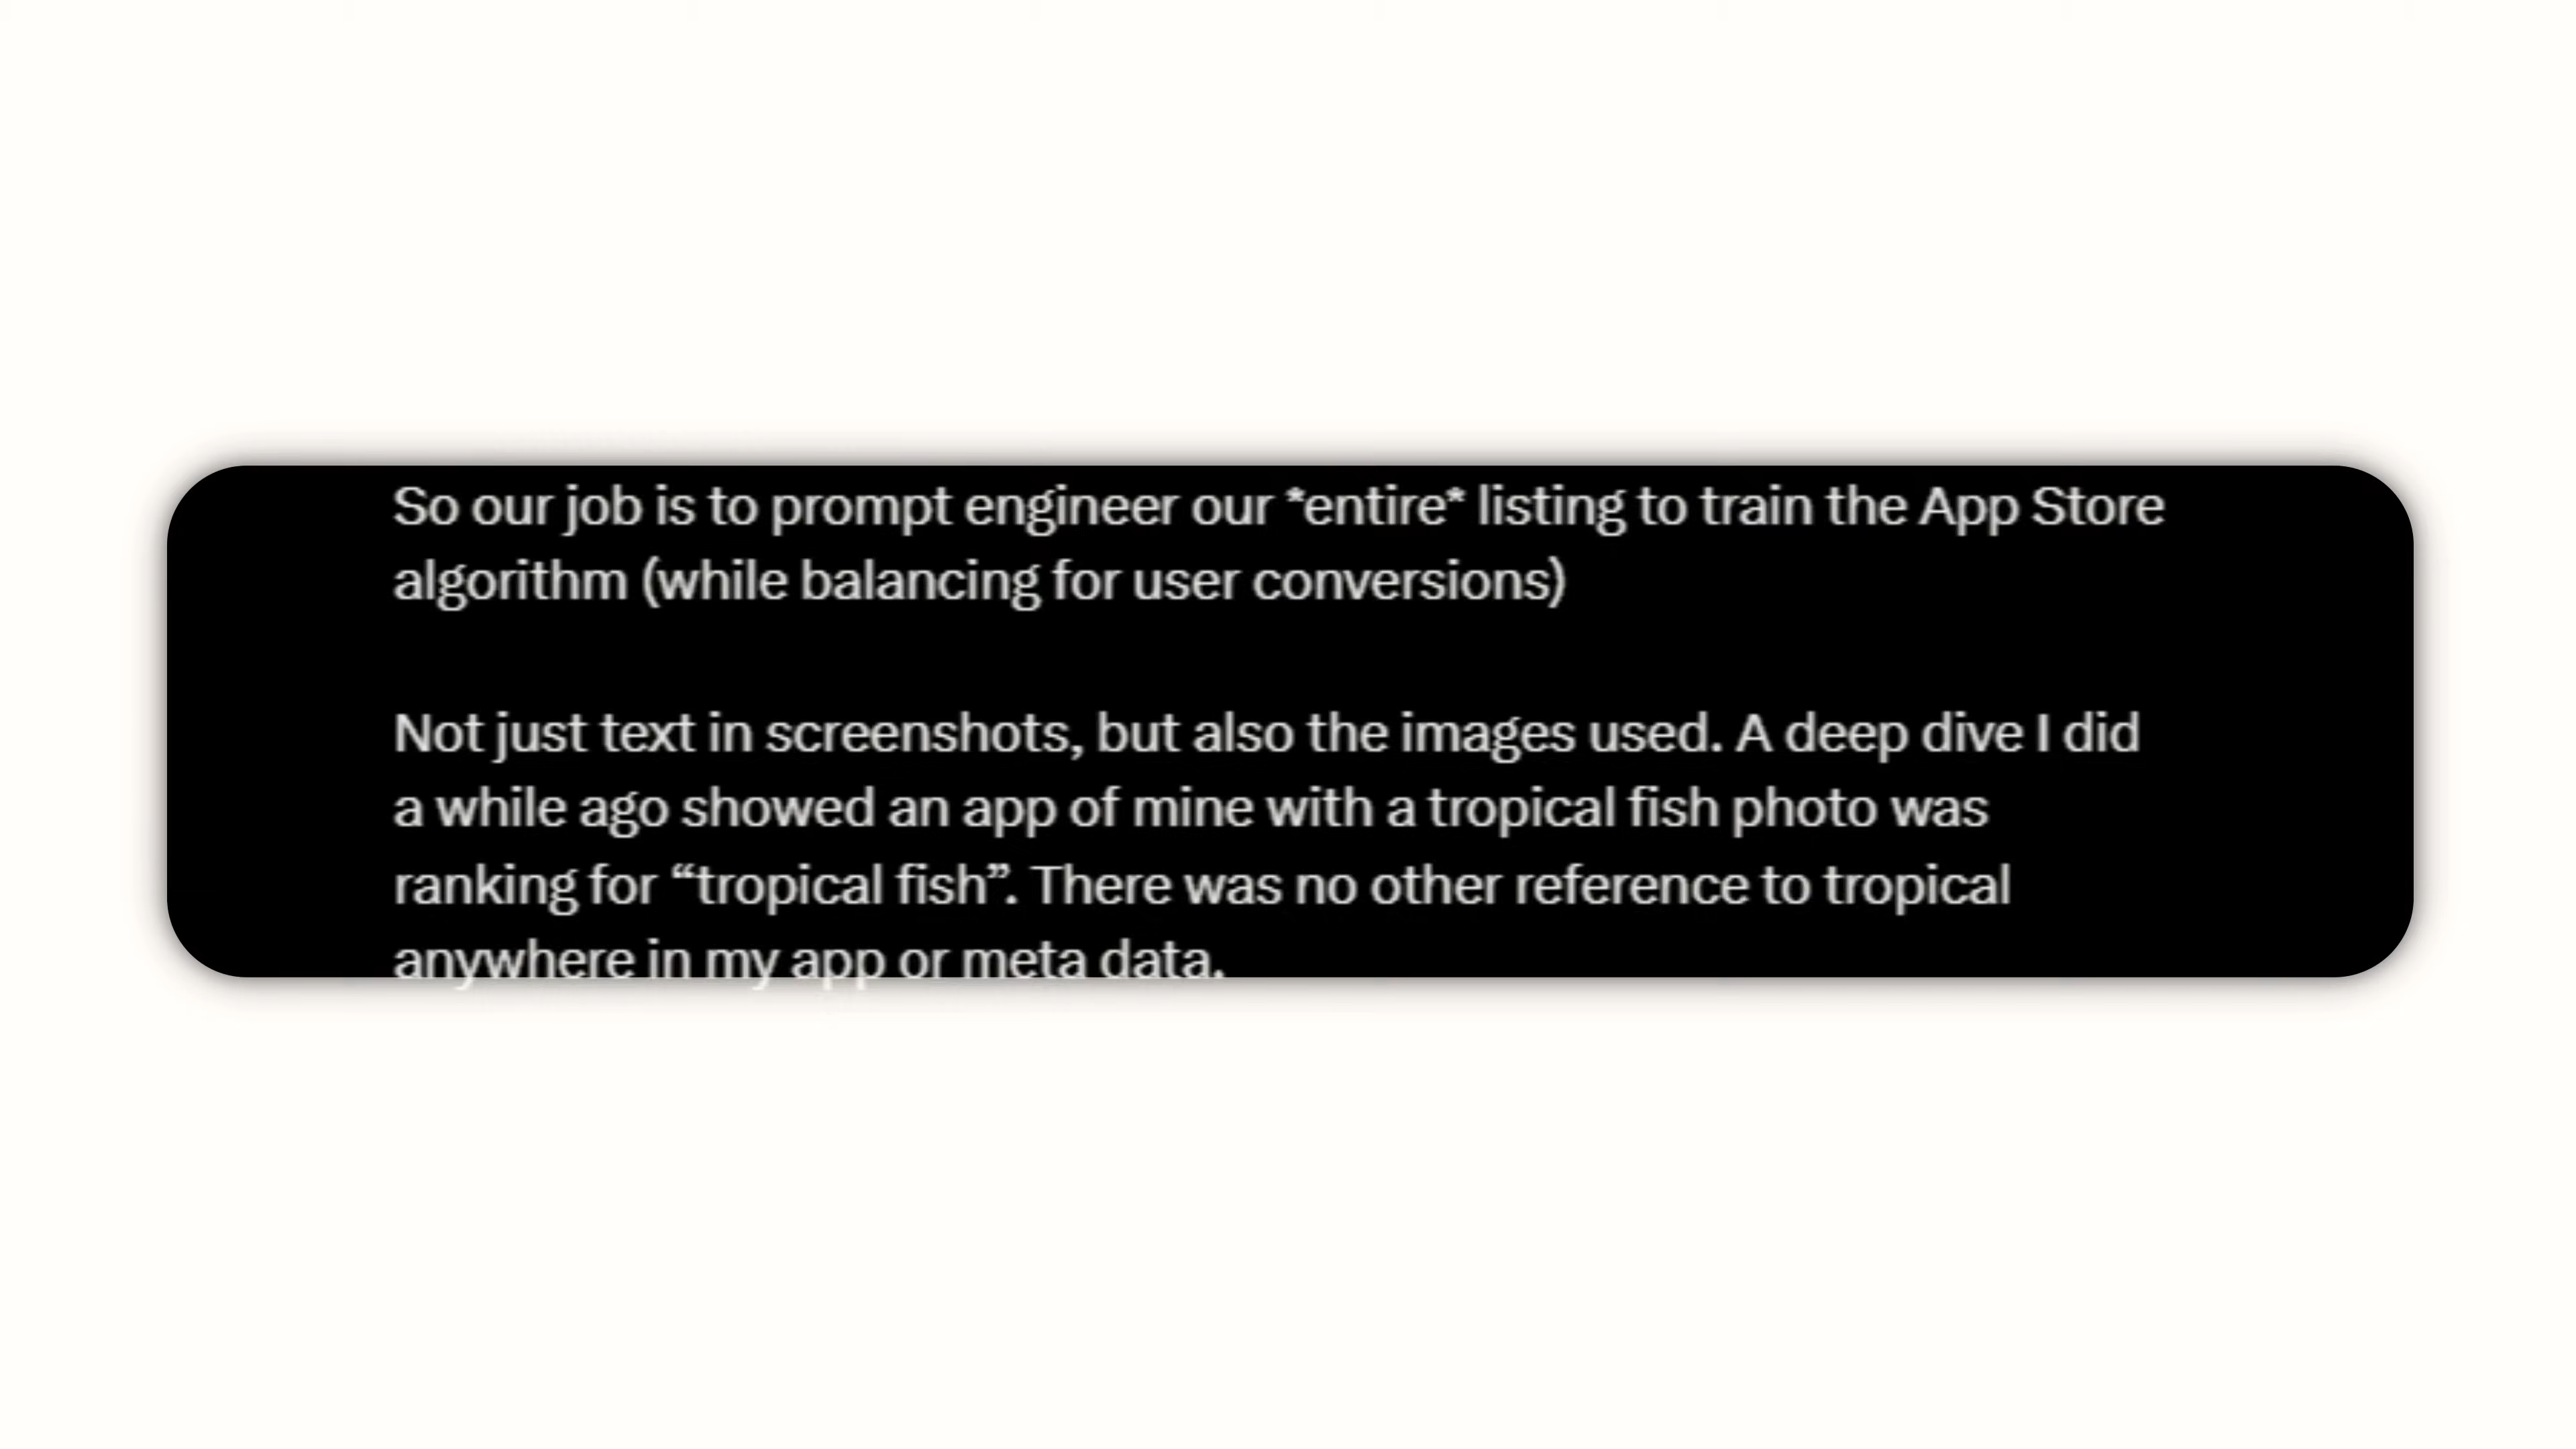 So our job is to prompt engineer our *entire* listing to train the App Store
algorithm (while balancing for user conversions)
Not just text in screenshots, but also the images used. A deep dive I did
a while ago showed an app of mine with a tropical fish photo was
ranking for “tropical fish”. There was no other reference to tropical
anywhere in my app or meta data.